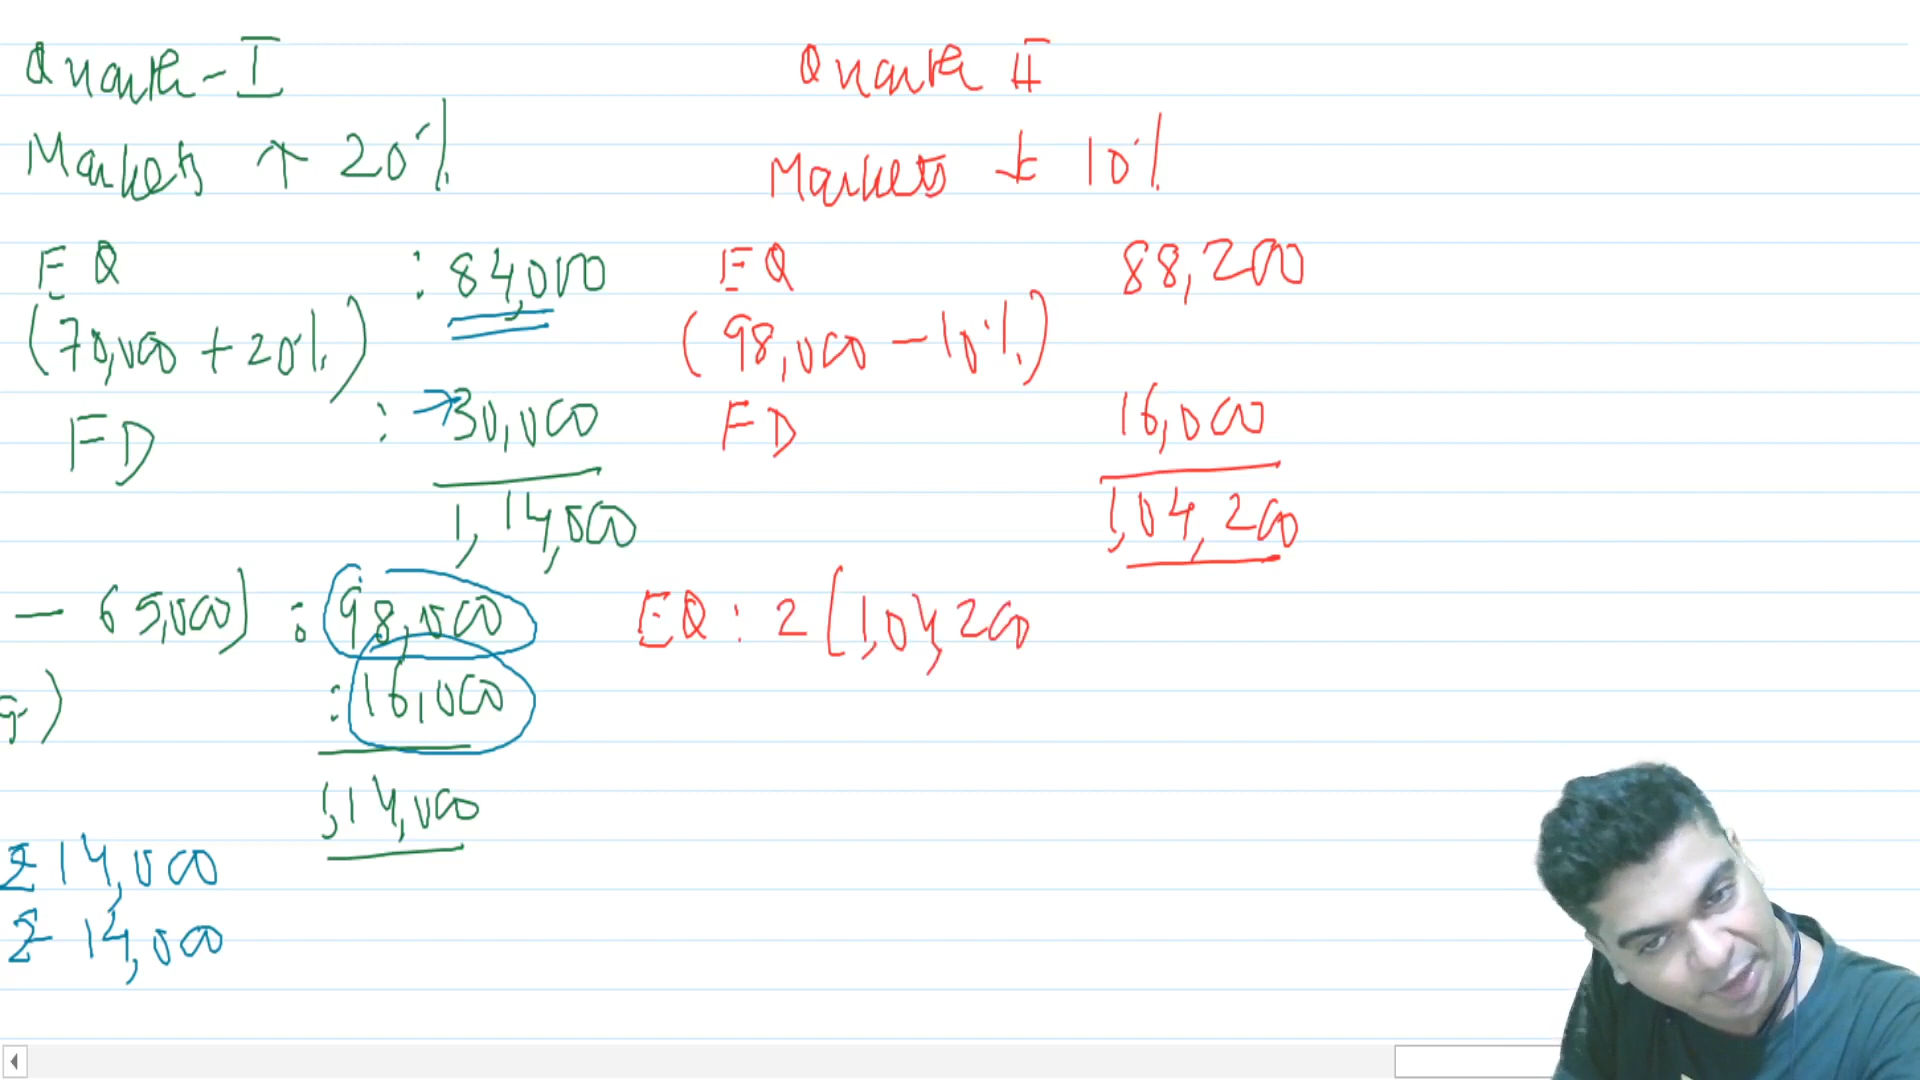 Quarter - I
Markets ↑ 20%
EQ : 84,000
(70,000 + 20%)
FD : → 30,000
1,14,000
- 65,000) : 98,000
: 16,000
1,14,000
₹ 14,000
₹ 14,000
Quarter II
Markets ↓ 10%
EQ 88,200
(98,000 - 10%)
FD 16,000
1,04,200
EQ : 2 (1,04,200